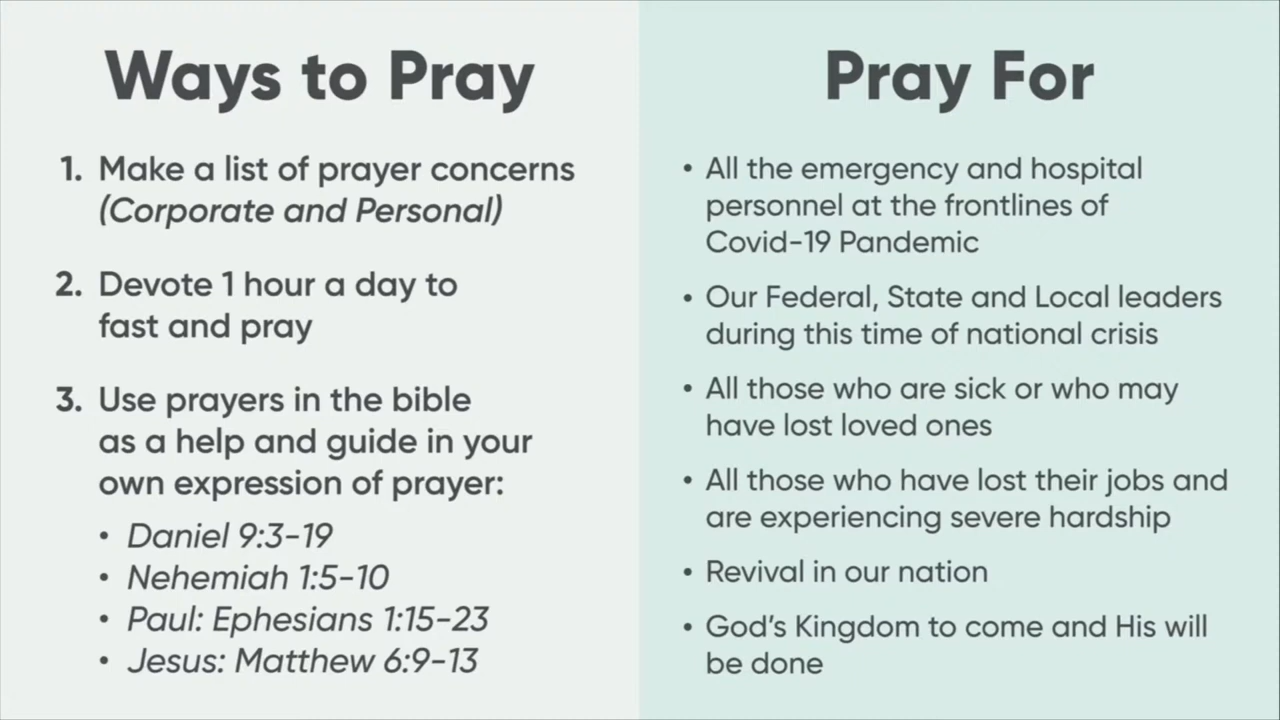 Ways to Pray
1. Make a list of prayer concerns
(Corporate and Personal)
2. Devote 1 hour a day to
fast and pray
3. Use prayers in the bible
as a help and guide in your
own expression of prayer:
• Daniel 9:3-19
• Nehemiah 1:5-10
• Paul: Ephesians 1:15-23
• Jesus: Matthew 6:9-13
Pray For
• All the emergency and hospital
personnel at the frontlines of
Covid-19 Pandemic
• Our Federal, State and Local leaders
during this time of national crisis
• All those who are sick or who may
have lost loved ones
• All those who have lost their jobs and
are experiencing severe hardship
• Revival in our nation
• God's Kingdom to come and His will
be done